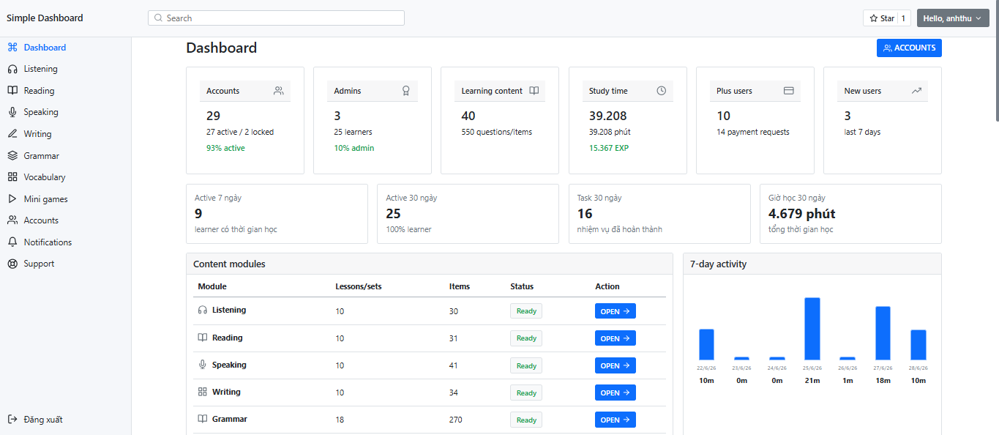 Simple Dashboard
Search
Star 1
Hello, anhthu
Dashboard
Listening
Reading
Speaking
Writing
Grammar
Vocabulary
Mini games
Accounts
Notifications
Support
Đăng xuất
Dashboard
ACCOUNTS
Accounts
29
27 active / 2 locked
93% active
Admins
3
25 learners
10% admin
Learning content
40
550 questions/items
Study time
39.208
39.208 phút
15.367 EXP
Plus users
10
14 payment requests
New users
3
last 7 days
Active 7 ngày
9
learner có thời gian học
Active 30 ngày
25
100% learner
Task 30 ngày
16
nhiệm vụ đã hoàn thành
Giờ học 30 ngày
4.679 phút
tổng thời gian học
Content modules
Module Lessons/sets Items Status Action
Listening 10 30 Ready OPEN
Reading 10 31 Ready OPEN
Speaking 10 41 Ready OPEN
Writing 10 34 Ready OPEN
Grammar 18 270 Ready OPEN
7-day activity
22/6/26 23/6/26 24/6/26 25/6/26 26/6/26 27/6/26 28/6/26
10m 0m 0m 21m 1m 18m 10m